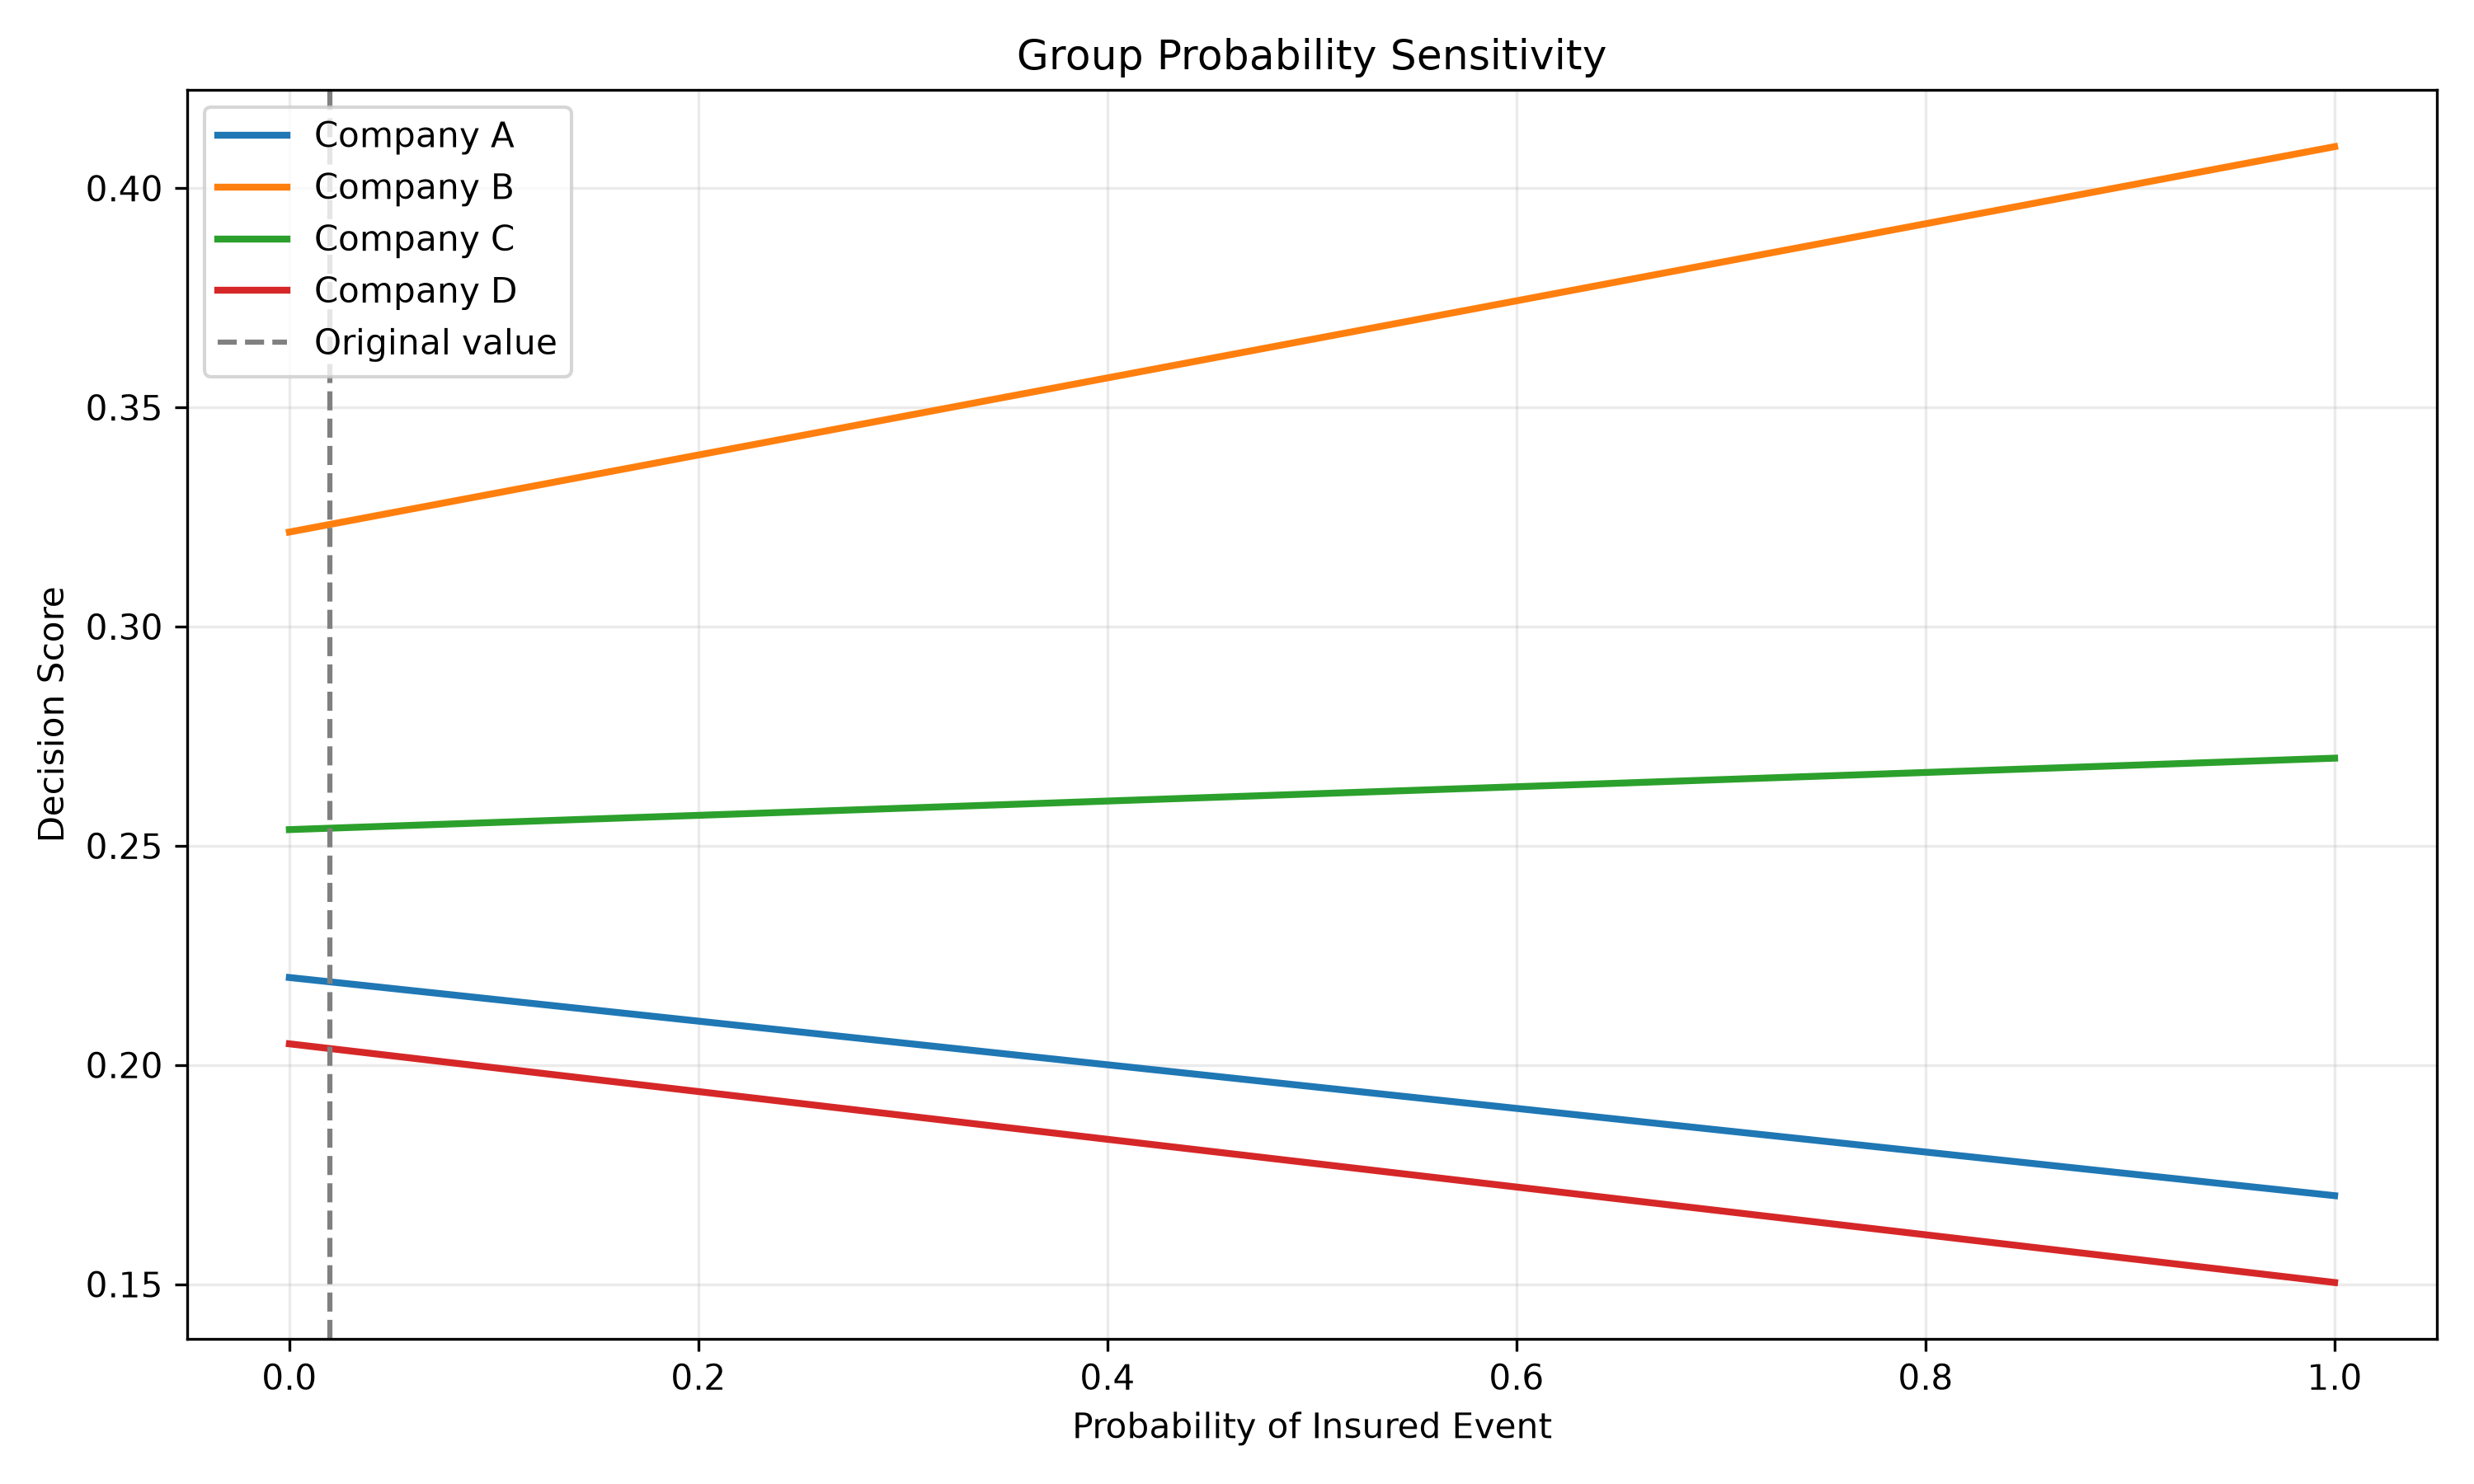 Group Probability Sensitivity
Company A
Company B
Company C
Company D
Original value
0.40
0.35
0.30
0.25
0.20
0.15
Decision Score
0.0
0.2
0.4
0.6
0.8
1.0
Probability of Insured Event